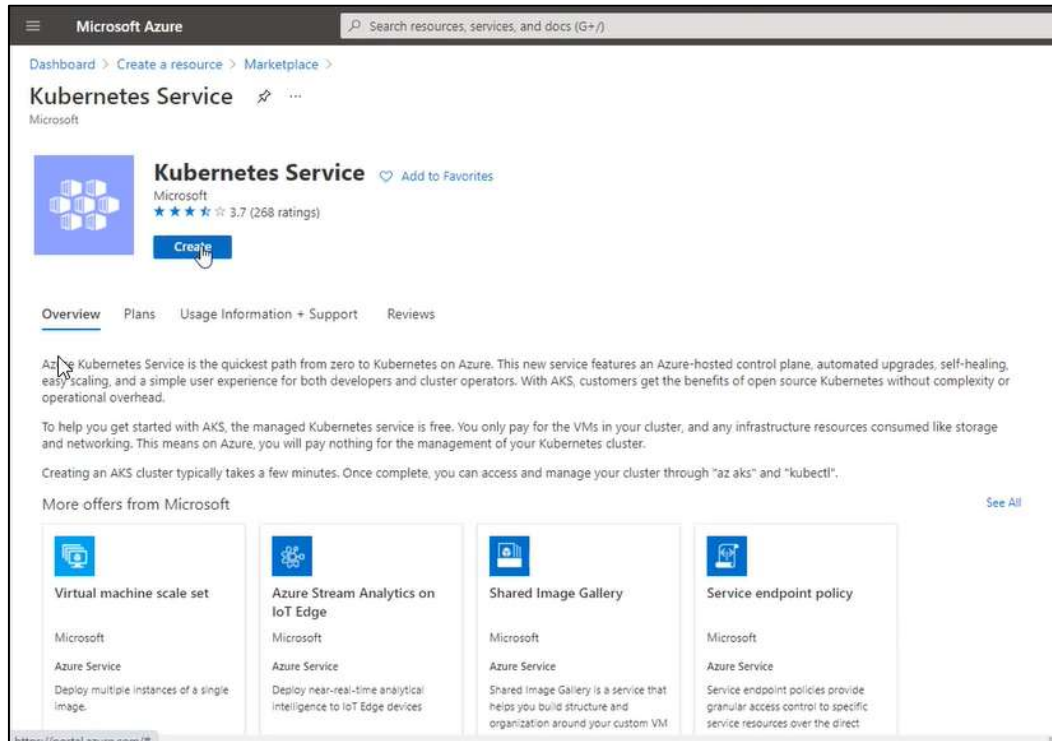 Microsoft Azure
Search resources, services, and docs (G+/)
Dashboard > Create a resource > Marketplace >
Kubernetes Service ...
Microsoft
Kubernetes Service Add to Favorites
Microsoft
3.7 (268 ratings)
Create
Overview Plans Usage Information + Support Reviews
Azure Kubernetes Service is the quickest path from zero to Kubernetes on Azure. This new service features an Azure-hosted control plane, automated upgrades, self-healing,
easy scaling, and a simple user experience for both developers and cluster operators. With AKS, customers get the benefits of open source Kubernetes without complexity or
operational overhead.
To help you get started with AKS, the managed Kubernetes service is free. You only pay for the VMs in your cluster, and any infrastructure resources consumed like storage
and networking. This means on Azure, you will pay nothing for the management of your Kubernetes cluster.
Creating an AKS cluster typically takes a few minutes. Once complete, you can access and manage your cluster through "az aks" and "kubectl".
More offers from Microsoft
See All
Virtual machine scale set
Microsoft
Azure Service
Deploy multiple instances of a single
image.
Azure Stream Analytics on
IoT Edge
Microsoft
Azure Service
Deploy near-real-time analytical
intelligence to IoT Edge devices
Shared Image Gallery
Microsoft
Azure Service
Shared Image Gallery is a service that
helps you build structure and
organization around your custom VM
Service endpoint policy
Microsoft
Azure Service
Service endpoint policies provide
granular access control to specific
service resources over the direct